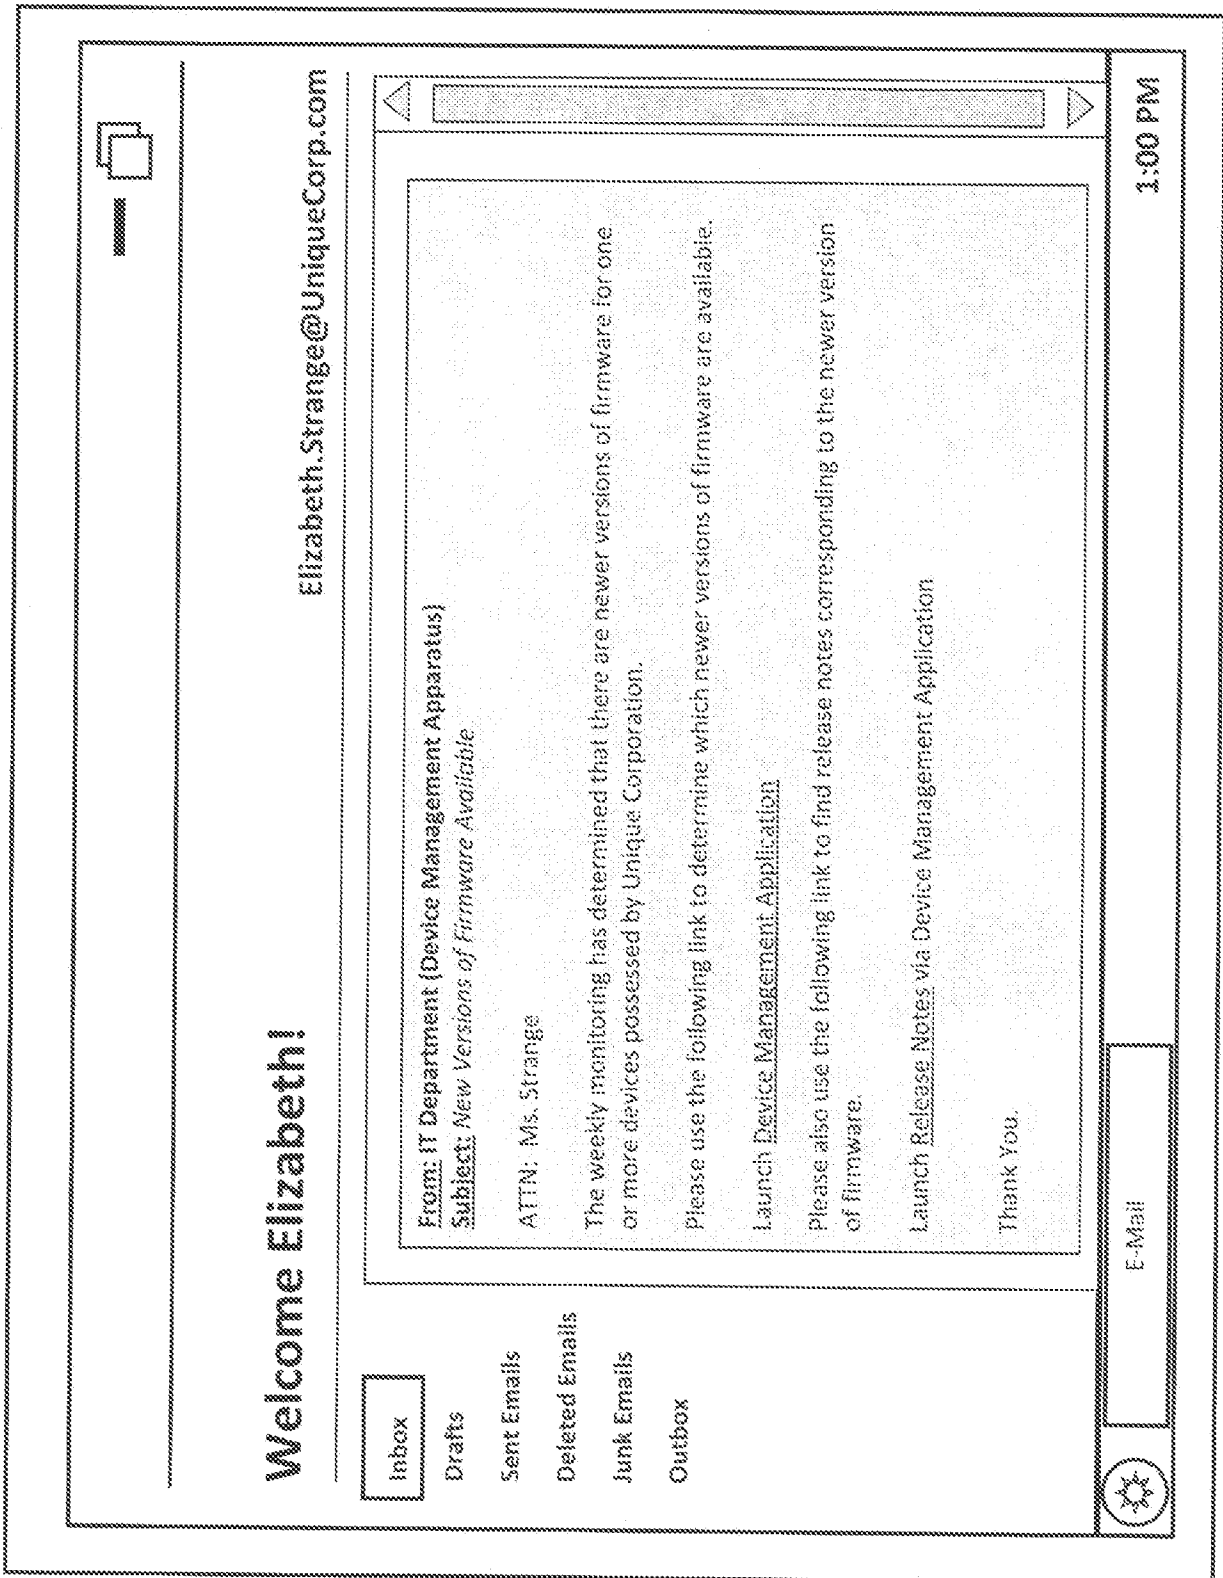 Welcome Elizabeth!
Elizabeth.Strange@UniqueCorp.com
Inbox
Drafts
Sent Emails
Deleted Emails
Junk Emails
Outbox
From: IT Department (Device Management Apparatus)
Subject: New Versions of Firmware Available
ATTN: Ms. Strange
The weekly monitoring has determined that there are newer versions of firmware for one
or more devices possessed by Unique Corporation.
Please use the following link to determine which newer versions of firmware are available.
Launch Device Management Application
Please also use the following link to find release notes corresponding to the newer version
of firmware.
Launch Release Notes via Device Management Application
Thank You.
E-Mail
1:00 PM